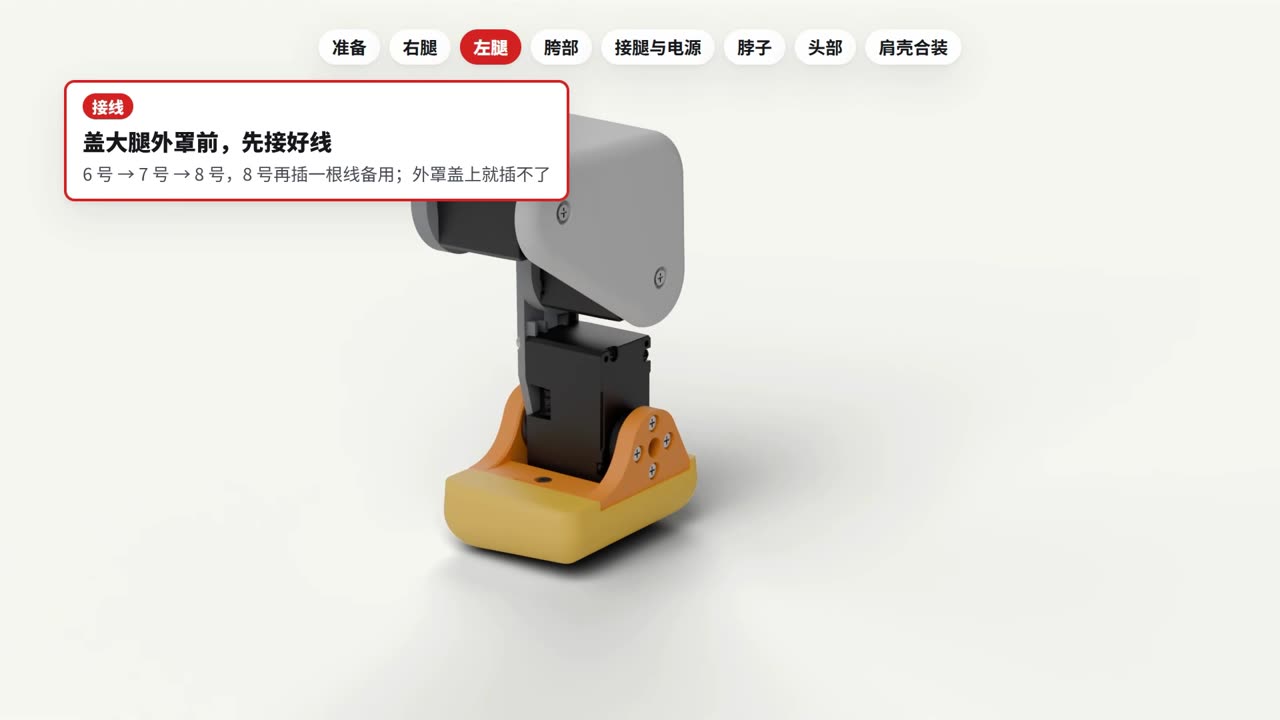 准备 右腿 左腿 胯部 接腿与电源 脖子 头部 肩壳合装
接线
盖大腿外罩前，先接好线
6 号 → 7 号 → 8 号，8 号再插一根线备用；外罩盖上就插不了